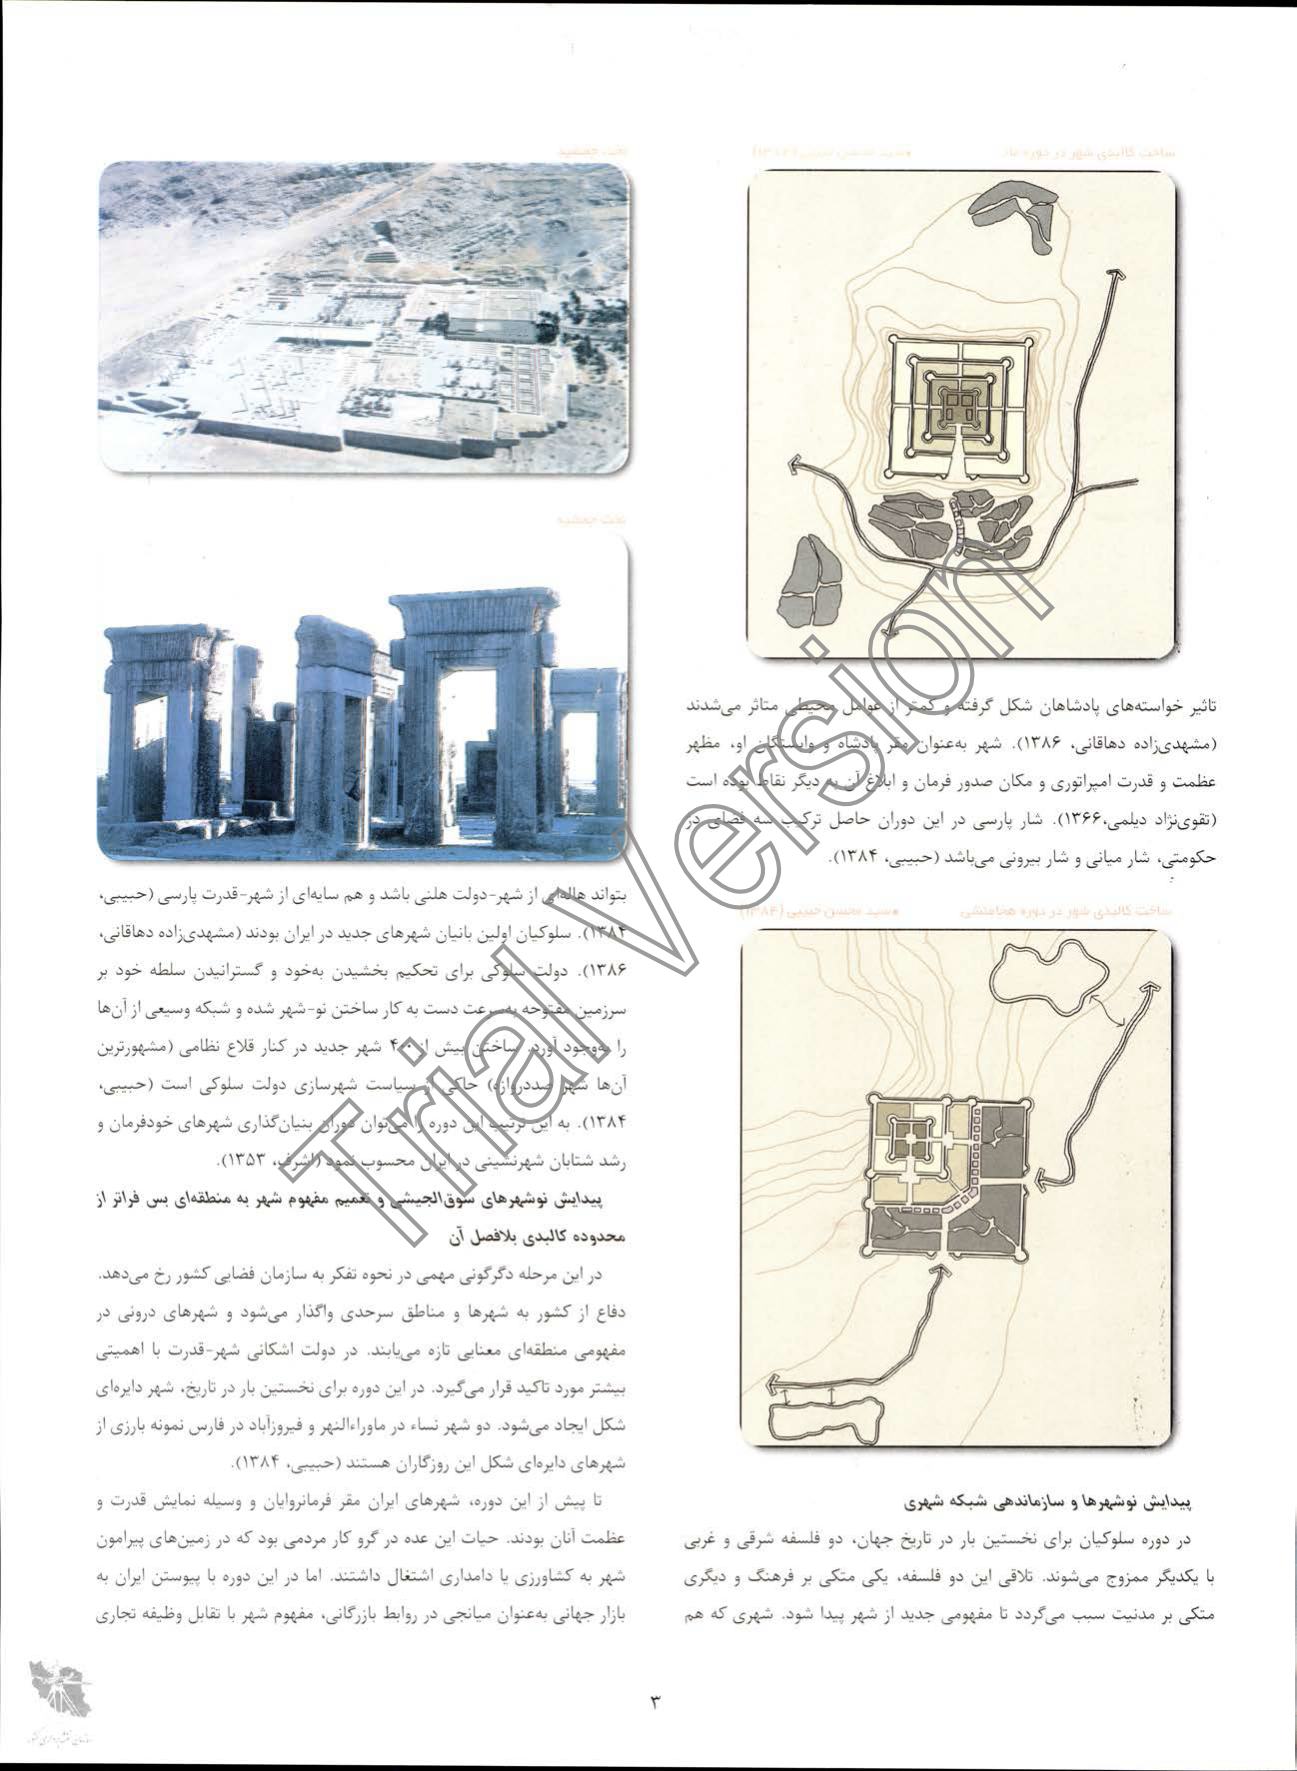 ساخت کالبدی شهر در دوره ماد
●سید محسن حبیبی (۱۳۸۴)
تاثیر خواسته‌های پادشاهان شکل گرفته و کمتر از عوامل محیطی متاثر می‌شدند
(مشهدی‌زاده دهاقانی، ۱۳۸۶). شهر به‌عنوان مقر پادشاه و وابستگان او، مظهر
عظمت و قدرت امپراتوری و مکان صدور فرمان و ابلاغ آن به دیگر نقاط بوده است
(تقوی‌نژاد دیلمی،۱۳۶۶). شار پارسی در این دوران حاصل ترکیب سه فضای دز
حکومتی، شار میانی و شار بیرونی می‌باشد (حبیبی، ۱۳۸۴).
ساخت کالبدی شهر در دوره هخامنشی
●سید محسن حبیبی (۱۳۸۴)
پیدایش نوشهرها و سازماندهی شبکه شهری
در دوره سلوکیان برای نخستین بار در تاریخ جهان، دو فلسفه شرقی و غربی
با یکدیگر ممزوج می‌شوند. تلاقی این دو فلسفه، یکی متکی بر فرهنگ و دیگری
متکی بر مدنیت سبب می‌گردد تا مفهومی جدید از شهر پیدا شود. شهری که هم
تخت جمشید
تخت جمشید
بتواند هاله‌ای از شهر-دولت هلنی باشد و هم سایه‌ای از شهر-قدرت پارسی (حبیبی،
۱۳۸۴). سلوکیان اولین بانیان شهرهای جدید در ایران بودند (مشهدی‌زاده دهاقانی،
۱۳۸۶). دولت سلوکی برای تحکیم بخشیدن به‌خود و گسترانیدن سلطه خود بر
سرزمین مفتوحه به‌سرعت دست به کار ساختن نو-شهر شده و شبکه وسیعی از آن‌ها
را به‌وجود آورد. ساختن بیش از ۴۰۰ شهر جدید در کنار قلاع نظامی (مشهورترین
آن‌ها شهر صددروازه) حاکی از سیاست شهرسازی دولت سلوکی است (حبیبی،
۱۳۸۴). به این ترتیب این دوره را می‌توان دوران بنیان‌گذاری شهرهای خودفرمان و
رشد شتابان شهرنشینی در ایران محسوب نمود (اشرف، ۱۳۵۳).
پیدایش نوشهرهای سوق‌الجیشی و تعمیم مفهوم شهر به منطقه‌ای بس فراتر از
محدوده کالبدی بلافصل آن
در این مرحله دگرگونی مهمی در نحوه تفکر به سازمان فضایی کشور رخ می‌دهد.
دفاع از کشور به شهرها و مناطق سرحدی واگذار می‌شود و شهرهای درونی در
مفهومی منطقه‌ای معنایی تازه می‌یابند. در دولت اشکانی شهر-قدرت با اهمیتی
بیشتر مورد تاکید قرار می‌گیرد. در این دوره برای نخستین بار در تاریخ، شهر دایره‌ای
شکل ایجاد می‌شود. دو شهر نساء در ماوراءالنهر و فیروزآباد در فارس نمونه بارزی از
شهرهای دایره‌ای شکل این روزگاران هستند (حبیبی، ۱۳۸۴).
تا پیش از این دوره، شهرهای ایران مقر فرمانروایان و وسیله نمایش قدرت و
عظمت آنان بودند. حیات این عده در گرو کار مردمی بود که در زمین‌های پیرامون
شهر به کشاورزی یا دامداری اشتغال داشتند. اما در این دوره با پیوستن ایران به
بازار جهانی به‌عنوان میانجی در روابط بازرگانی، مفهوم شهر با تقابل وظیفه تجاری
Trial Version
سازمان نقشه‌برداری کشور
۳